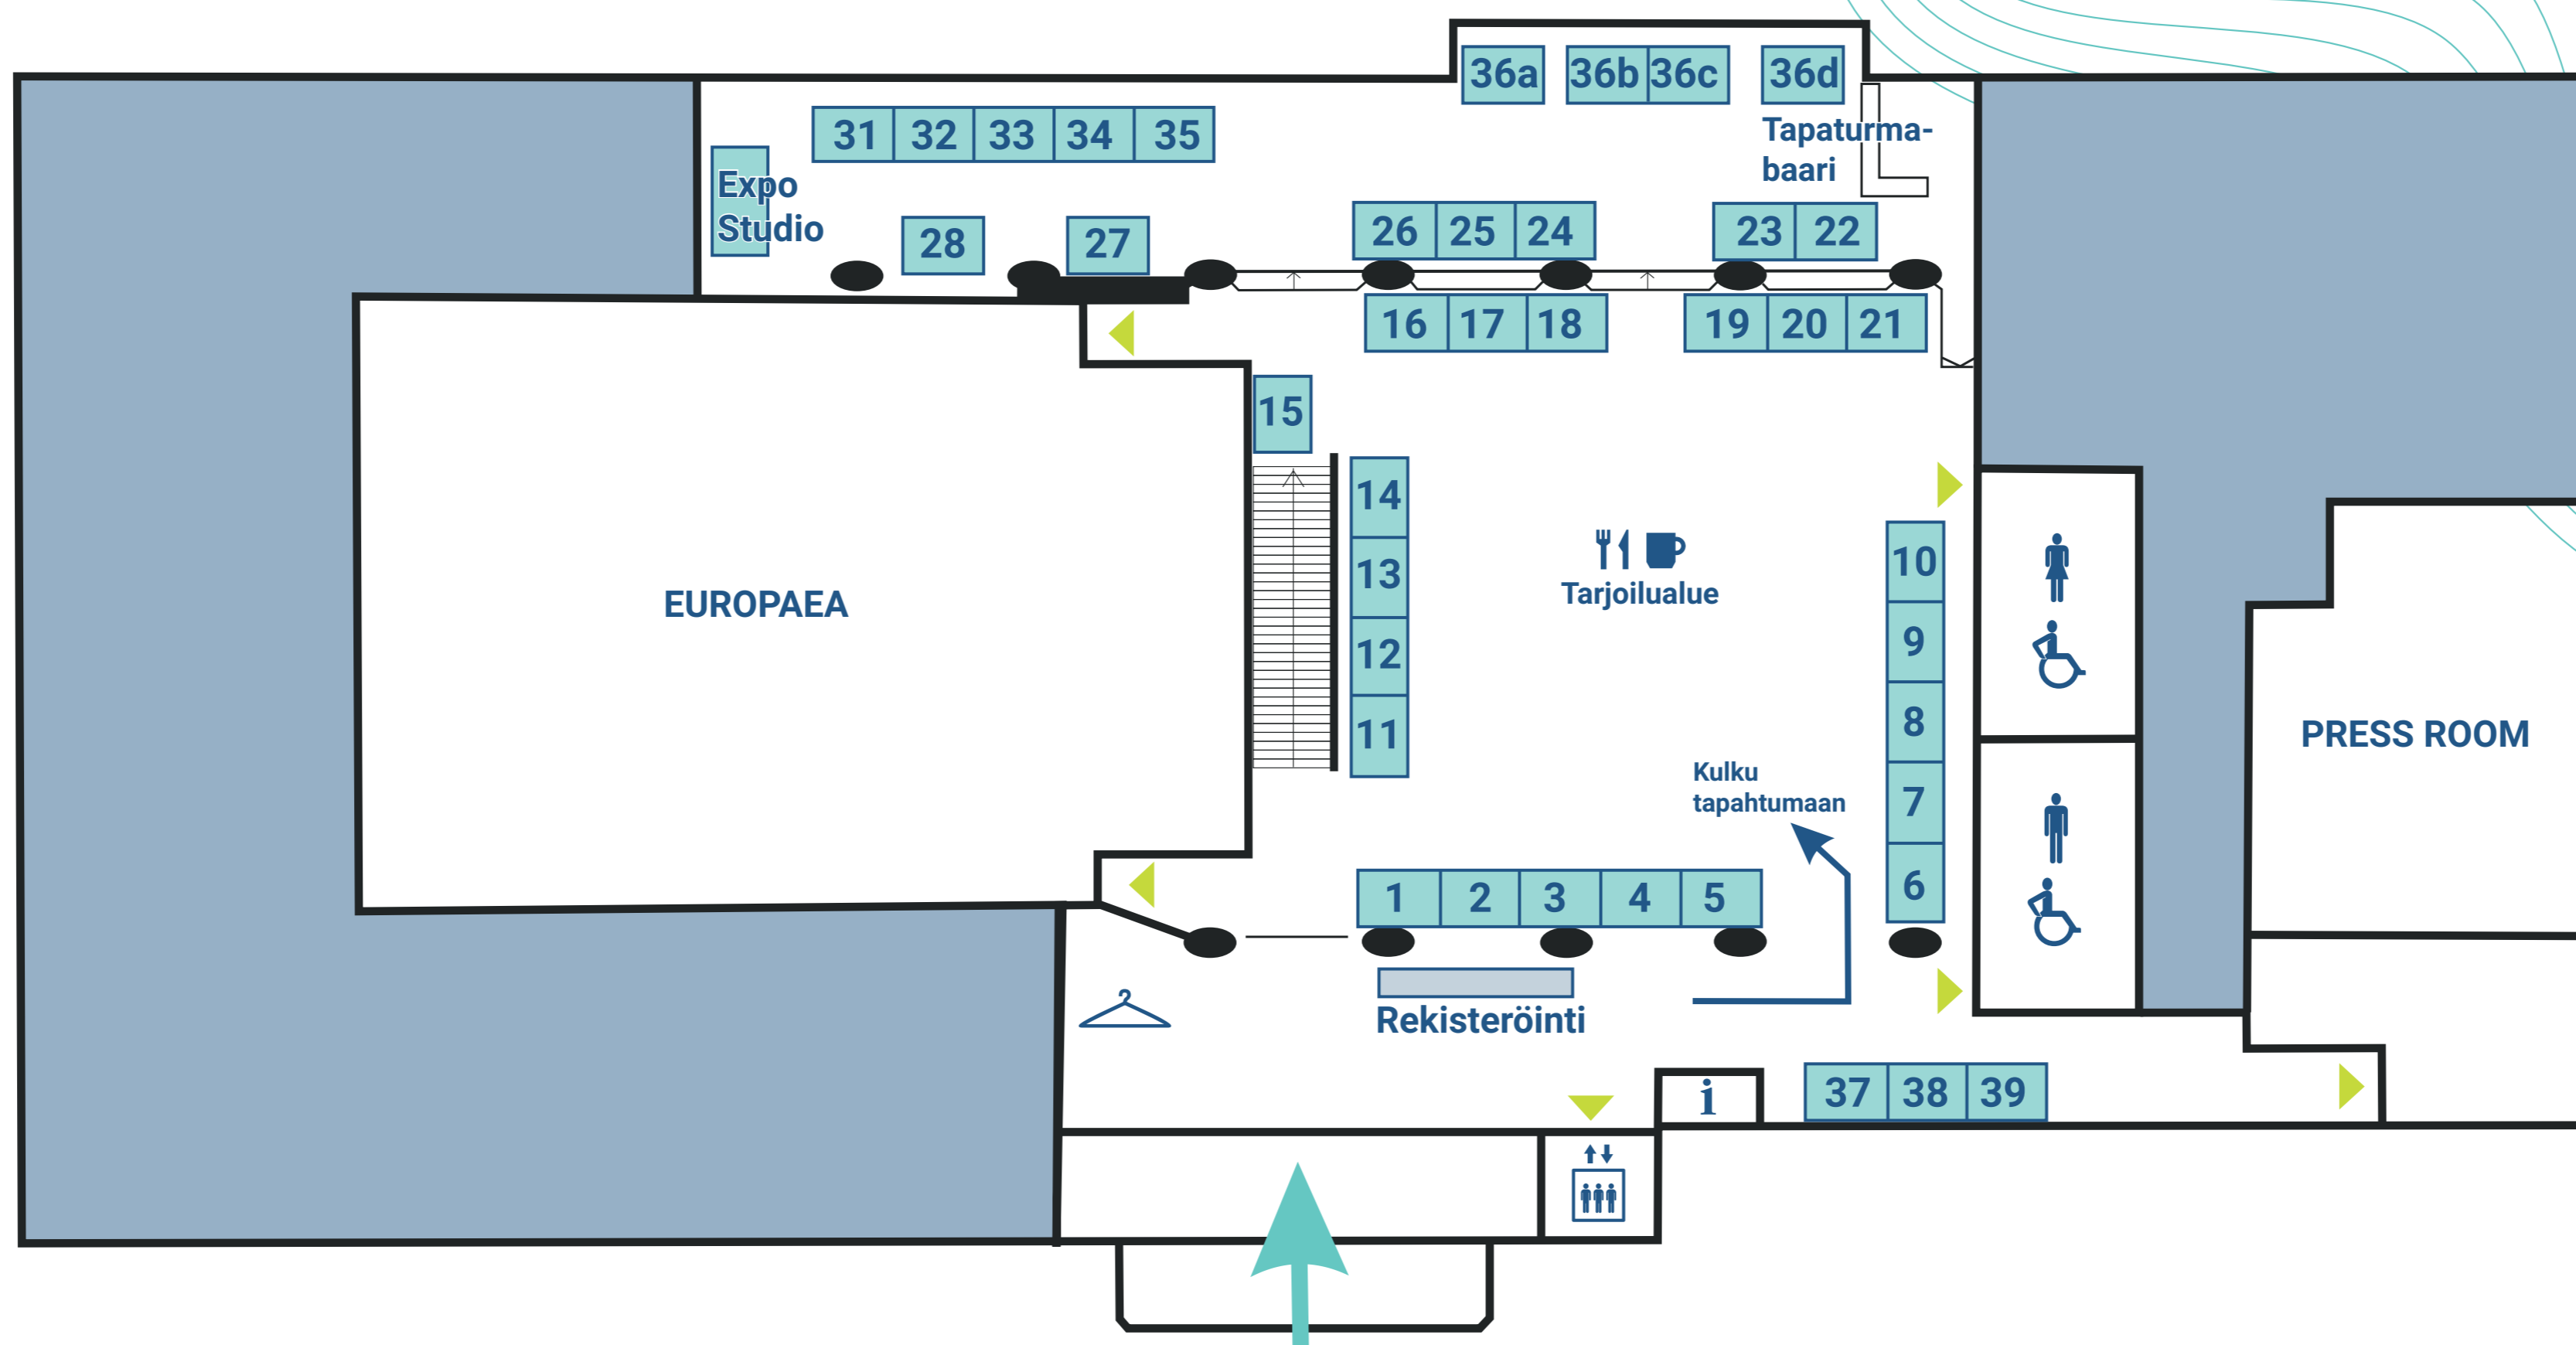 36a 36b 36c 36d
31 32 33 34 35
Tapaturma-
baari
Expo
Studio
28 27
26 25 24 23 22
16 17 18 19 20 21
15
14
13
12
11
EUROPAEA
Tarjoilualue
10
9
8
7
6
PRESS ROOM
Kulku
tapahtumaan
1 2 3 4 5
Rekisteröinti
i
37 38 39